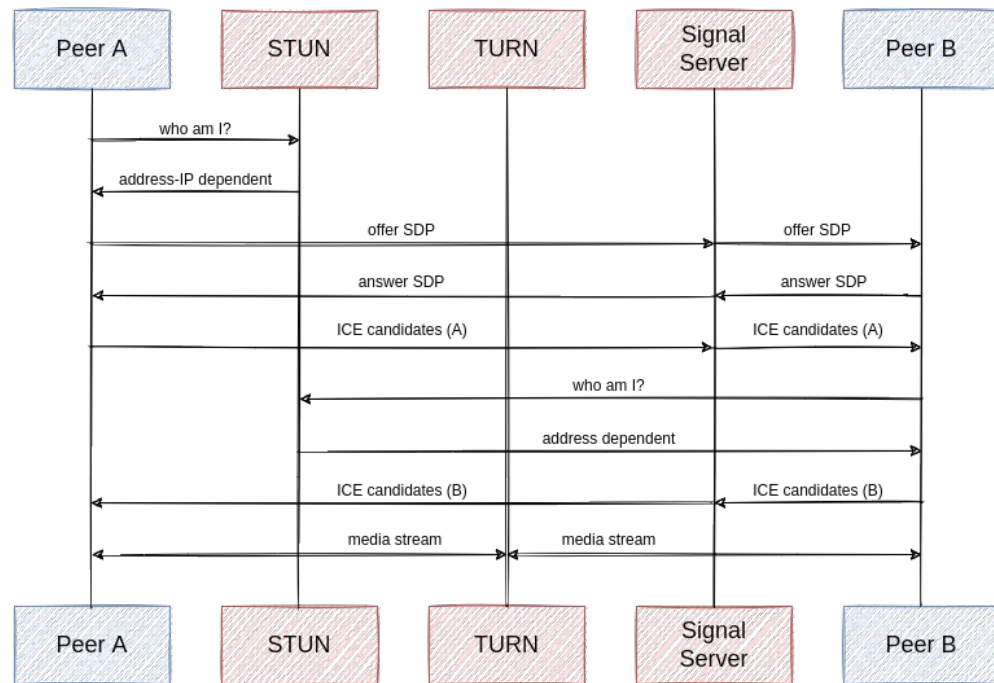 Peer A
STUN
TURN
Signal
Server
Peer B
who am I?
address-IP dependent
offer SDP
offer SDP
answer SDP
answer SDP
ICE candidates (A)
ICE candidates (A)
who am I?
address dependent
ICE candidates (B)
ICE candidates (B)
media stream
media stream
Peer A
STUN
TURN
Signal
Server
Peer B